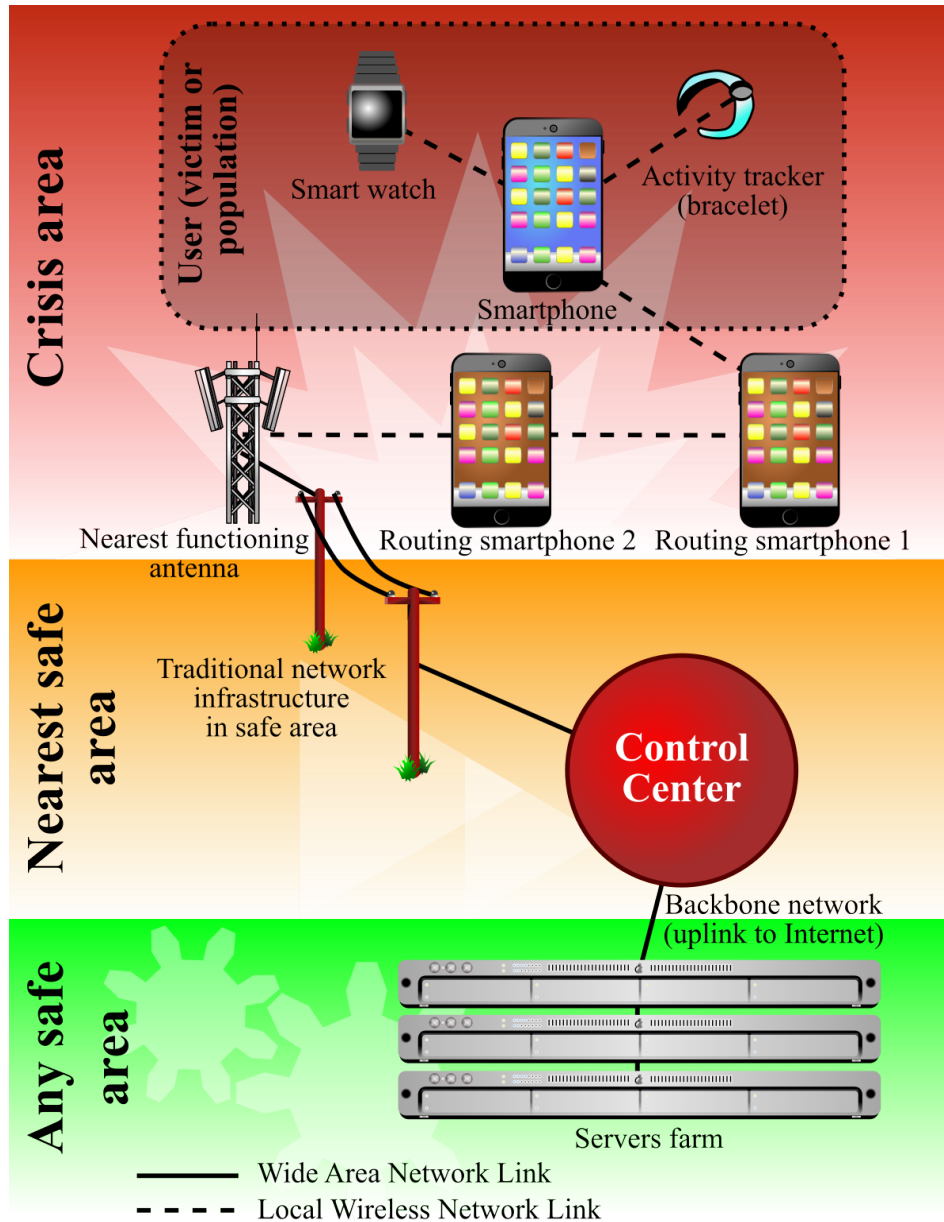 Crisis area
User (victim or
population)
Smart watch
Activity tracker
(bracelet)
Smartphone
Nearest functioning
antenna
Routing smartphone 2
Routing smartphone 1
Nearest safe
area
Traditional network
infrastructure
in safe area
Control
Center
Backbone network
(uplink to Internet)
Any safe
area
Servers farm
Wide Area Network Link
Local Wireless Network Link